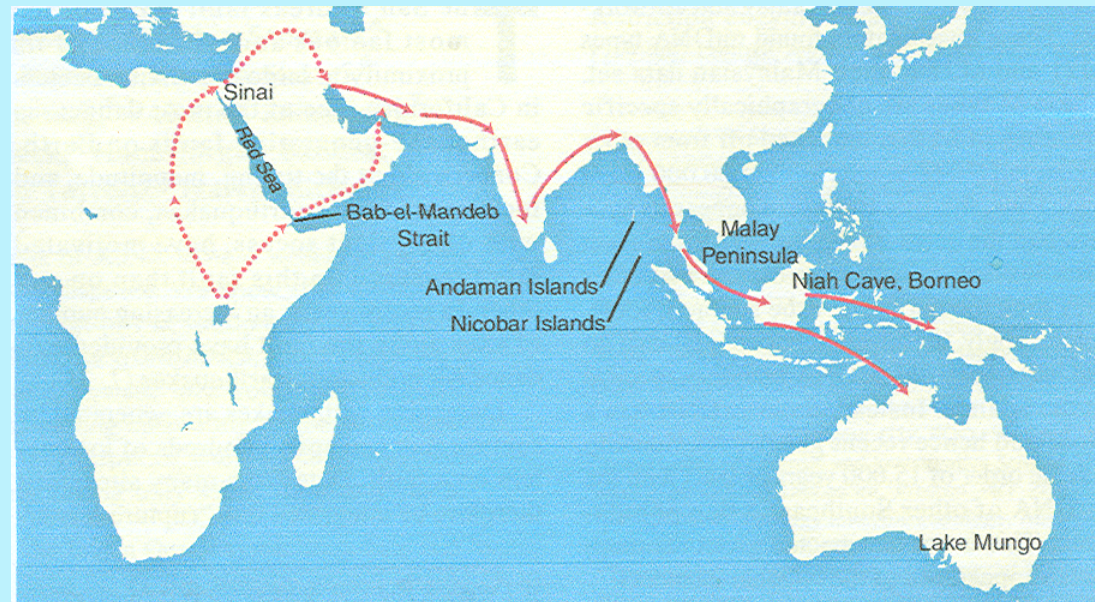 Sinai
Red Sea
Bab-el-Mandeb
Strait
Malay
Peninsula
Andaman Islands
Niah Cave, Borneo
Nicobar Islands
Lake Mungo